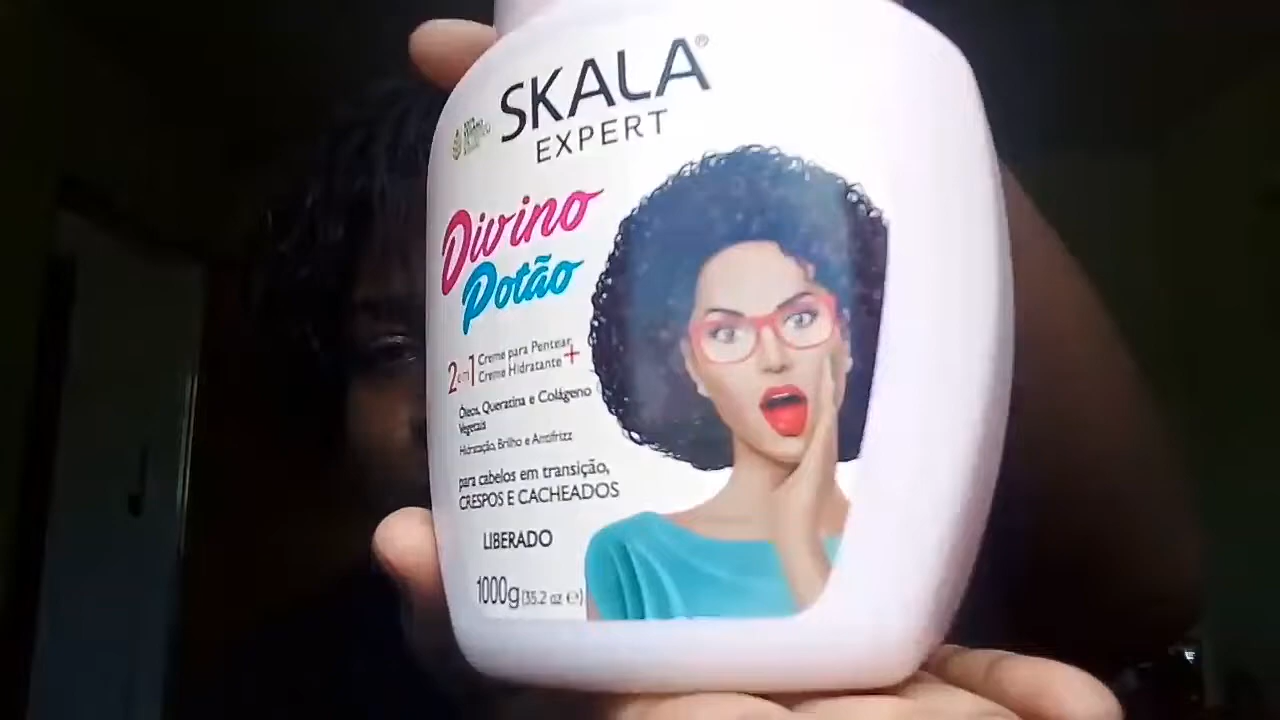 SKALA®
EXPERT
Divino
Potão
2 em 1 Creme para Pentear +
Creme Hidratante
Óleos, Queratina e Colágeno
Vegetais
Hidratação, Brilho e Antifrizz
para cabelos em transição,
CRESPOS E CACHEADOS
LIBERADO
1000g (35.2 oz ℮)